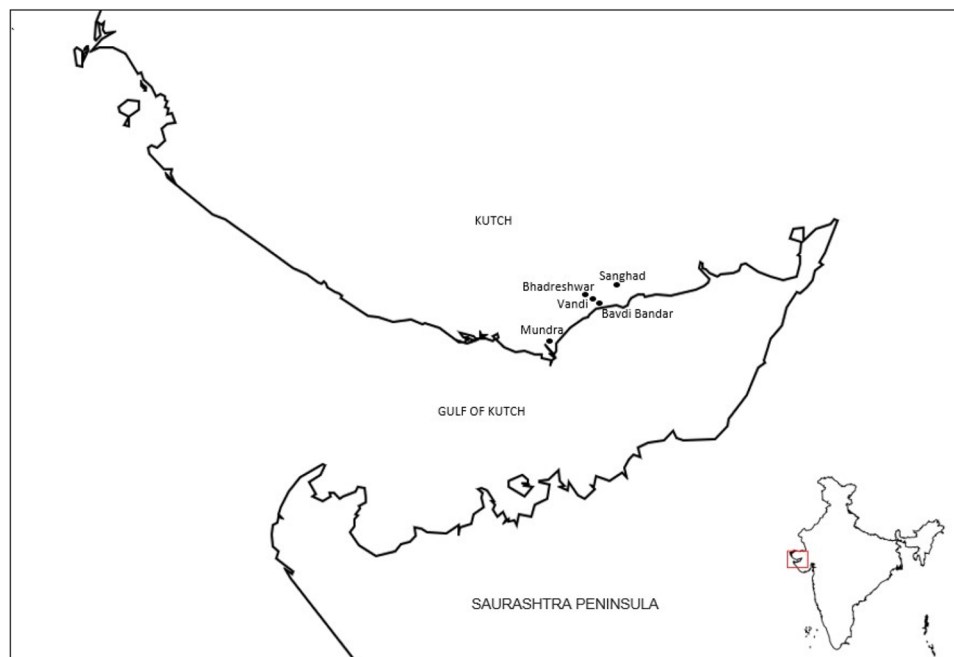 KUTCH
Sanghad
Bhadreshwar
Vandi
Bavdi Bandar
Mundra
GULF OF KUTCH
SAURASHTRA PENINSULA